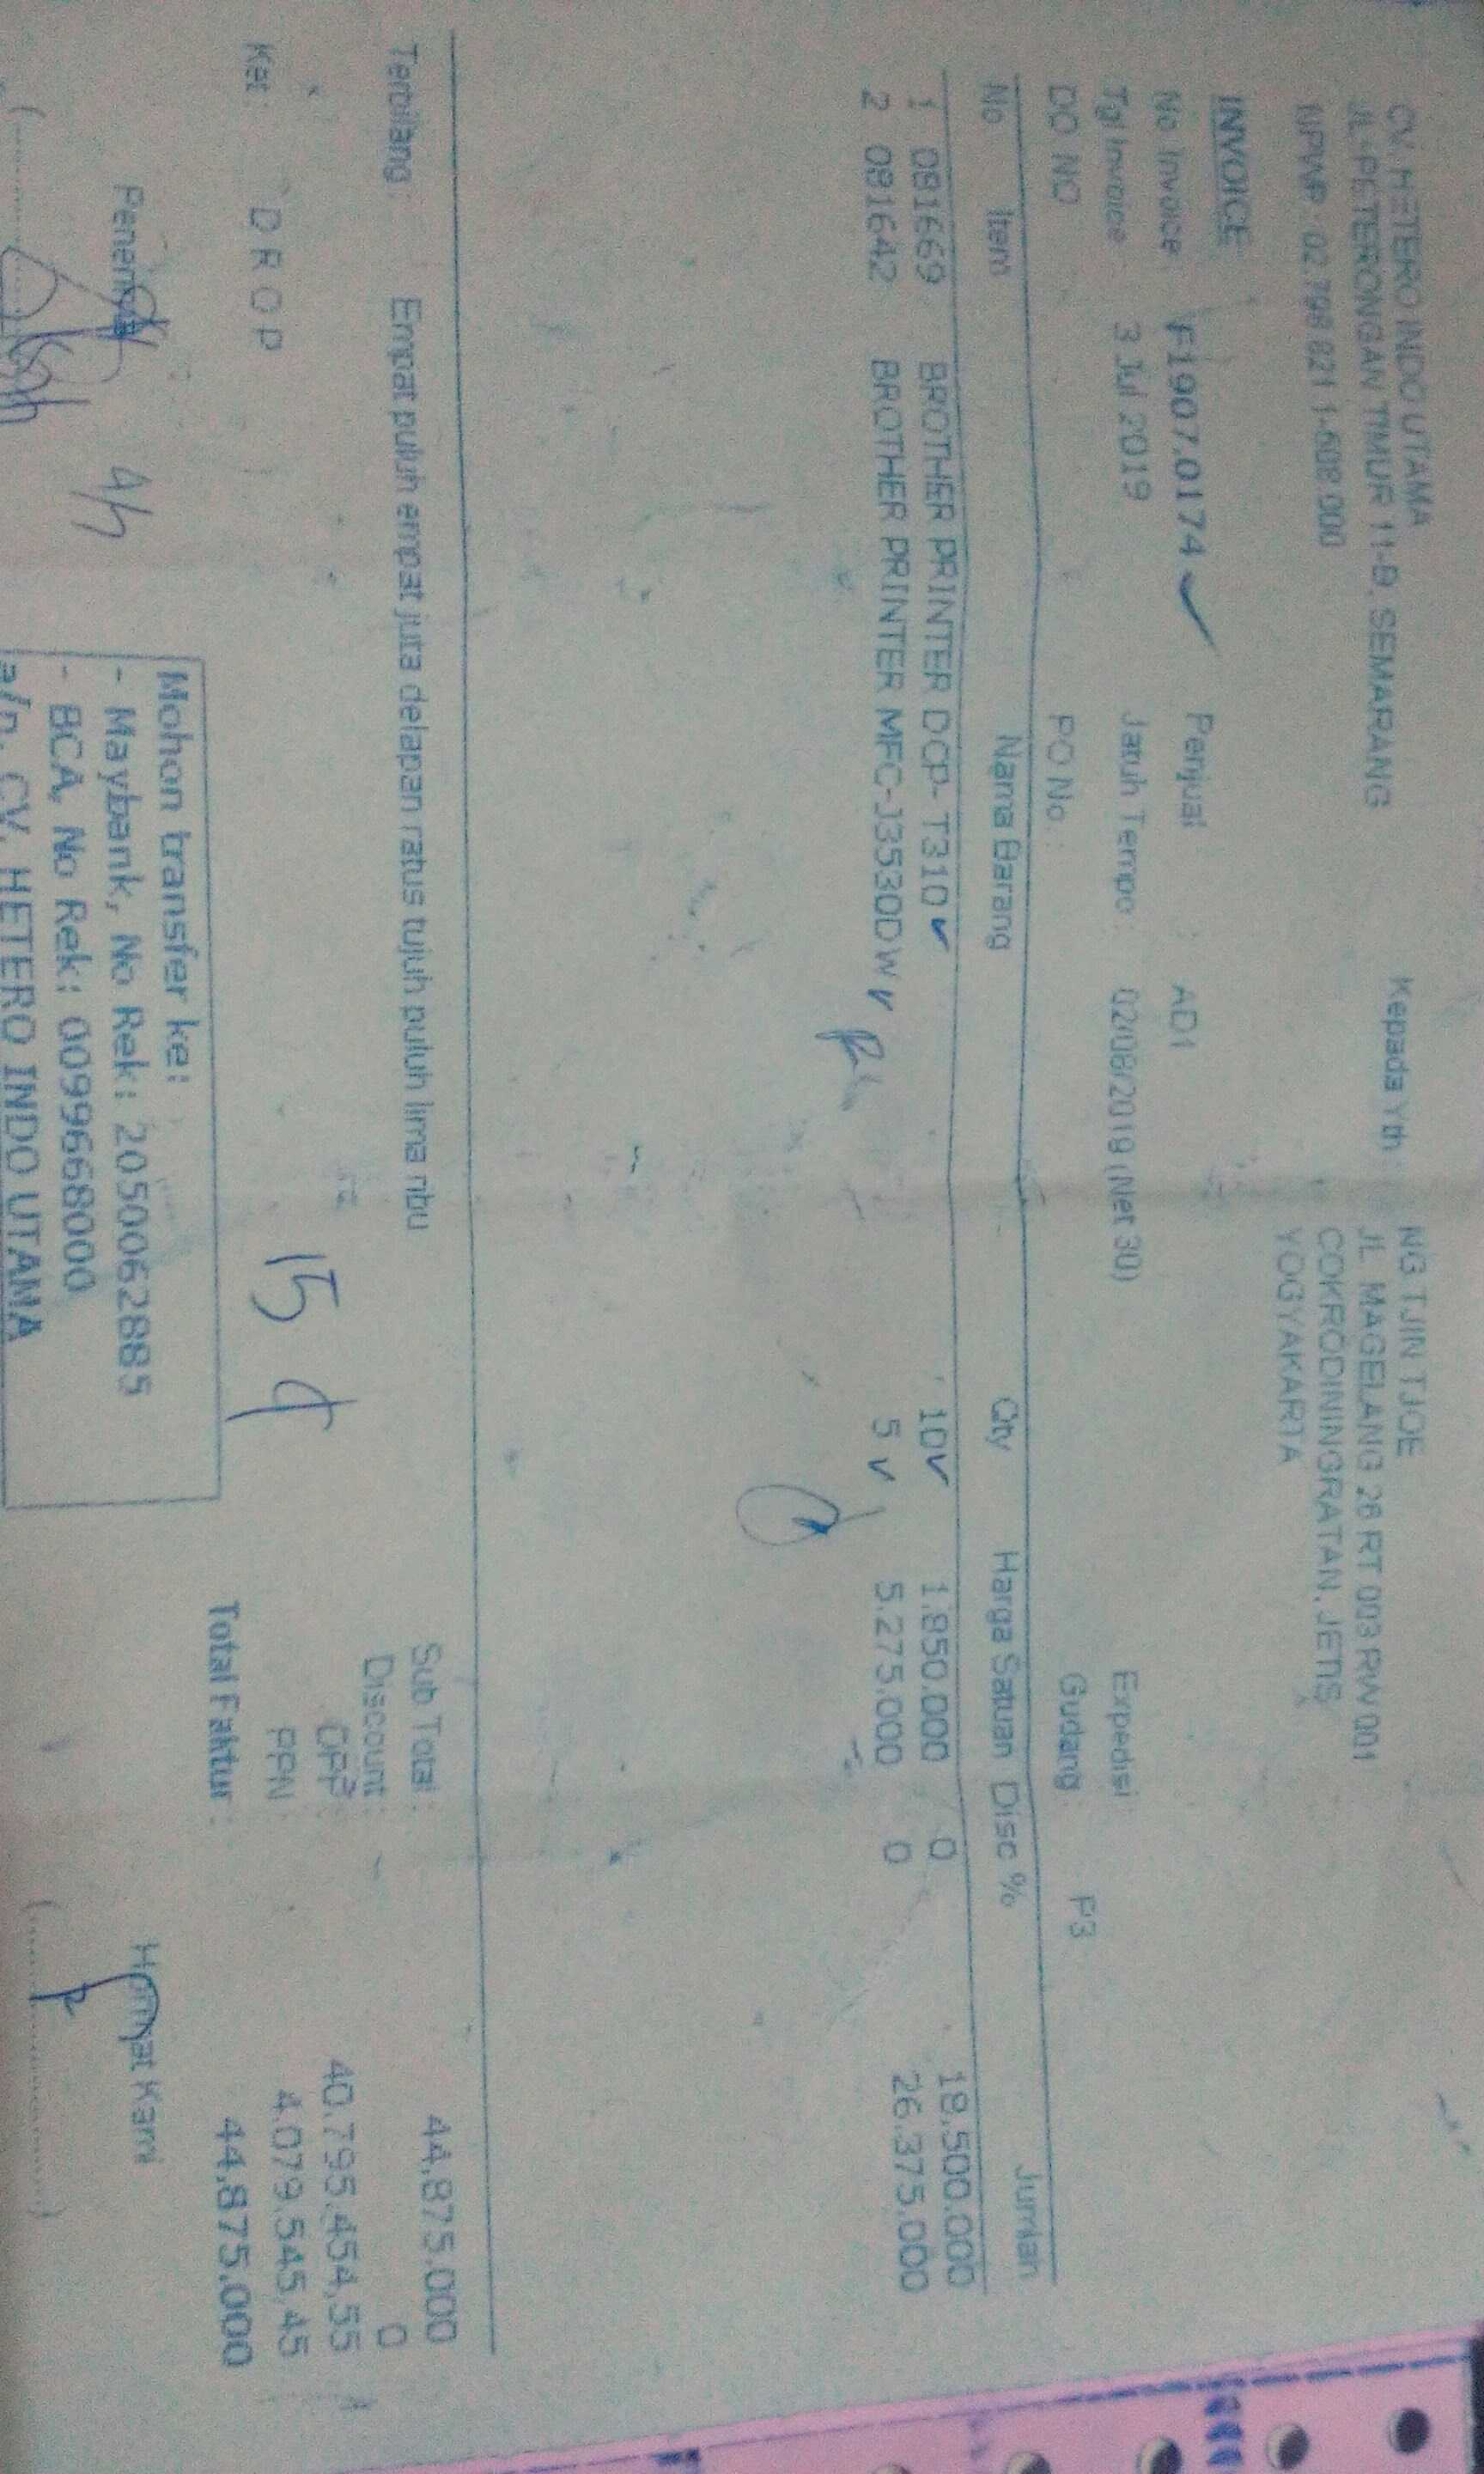 CV. HETERO INDO UTAMA
JL. PETERONGAN TIMUR 11-B, SEMARANG
NPWP : 02.798.821.1-608.000
Kepada Yth
NG TJIN TJOE
JL. MAGELANG 26 RT 003 RW 001
COKRODININGRATAN, JETIS
YOGYAKARTA
INVOICE
No. Invoice : F1907.0174 Penjual : AD1
Tgl Invoice : 3 Jul 2019 Jatuh Tempo : 02/08/2019 (Net 30) Expedisi
DO NO PO No : Gudang : P3
No Item Nama Barang Qty Harga Satuan Disc % Jumlah
1 081669 BROTHER PRINTER DCP- T310 10 1.850.000 0 18.500.000
2 081642 BROTHER PRINTER MFC-J3530DW 5 5.275.000 0 26.375.000
Terbilang : Empat puluh empat juta delapan ratus tujuh puluh lima ribu
Sub Total : 44.875.000
Discount : 0
DPP : 40.795.454,55
PPN : 4.079.545,45
Total Faktur : 44.875.000
Ket : D R O P
15
Penerima
4/7
Hormat Kami
Mohon transfer ke:
- Maybank, No Rek: 2050062885
- BCA, No Rek: 0099668000
a/n. CV. HETERO INDO UTAMA